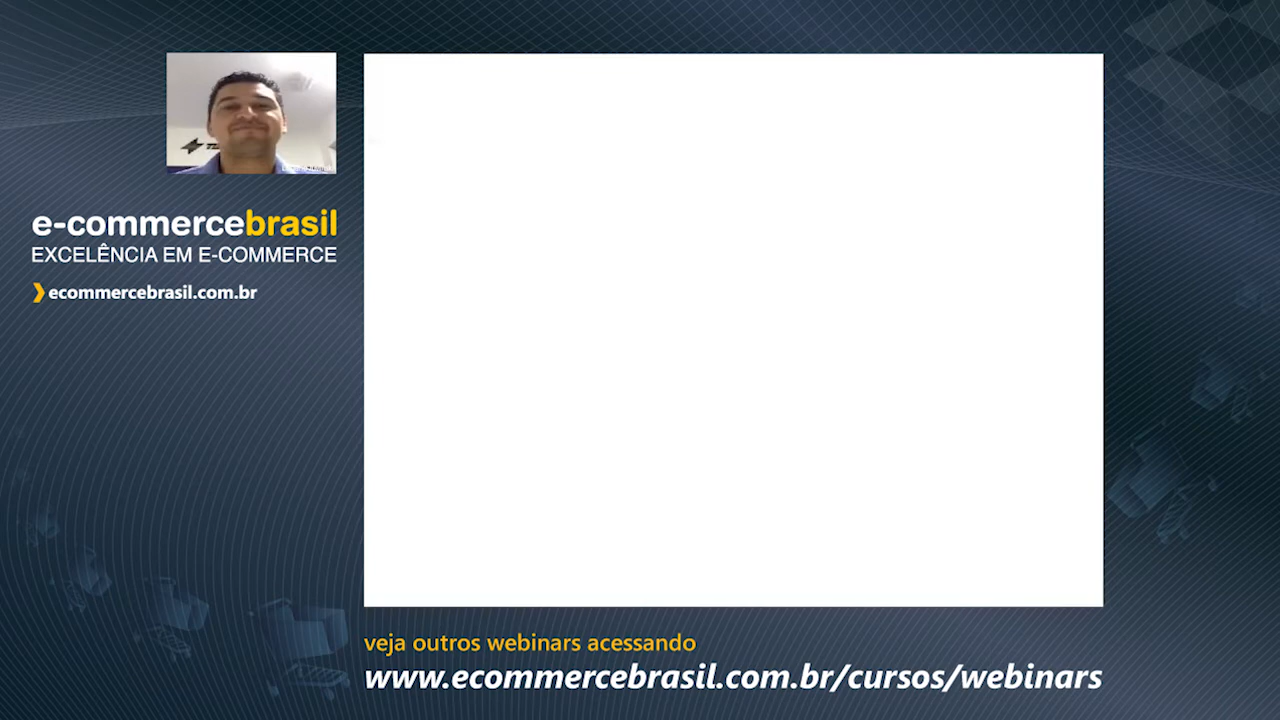 e-commercebrasil
EXCELÊNCIA EM E-COMMERCE
ecommercebrasil.com.br
veja outros webinars acessando
www.ecommercebrasil.com.br/cursos/webinars